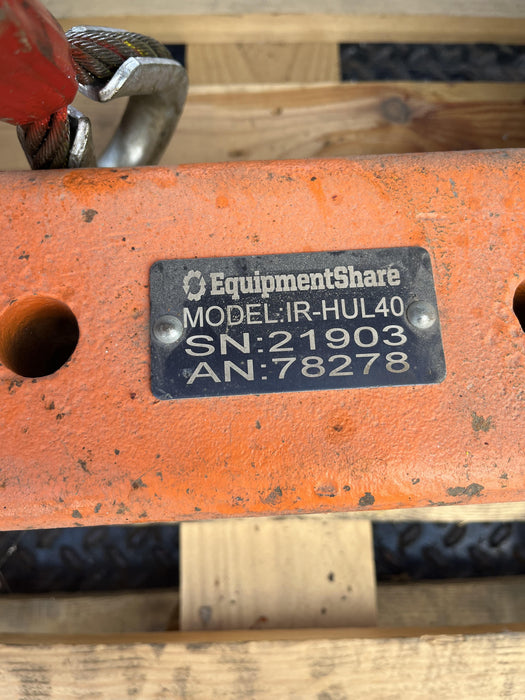 EquipmentShare
MODEL:IR-HUL40
SN:21903
AN:78278